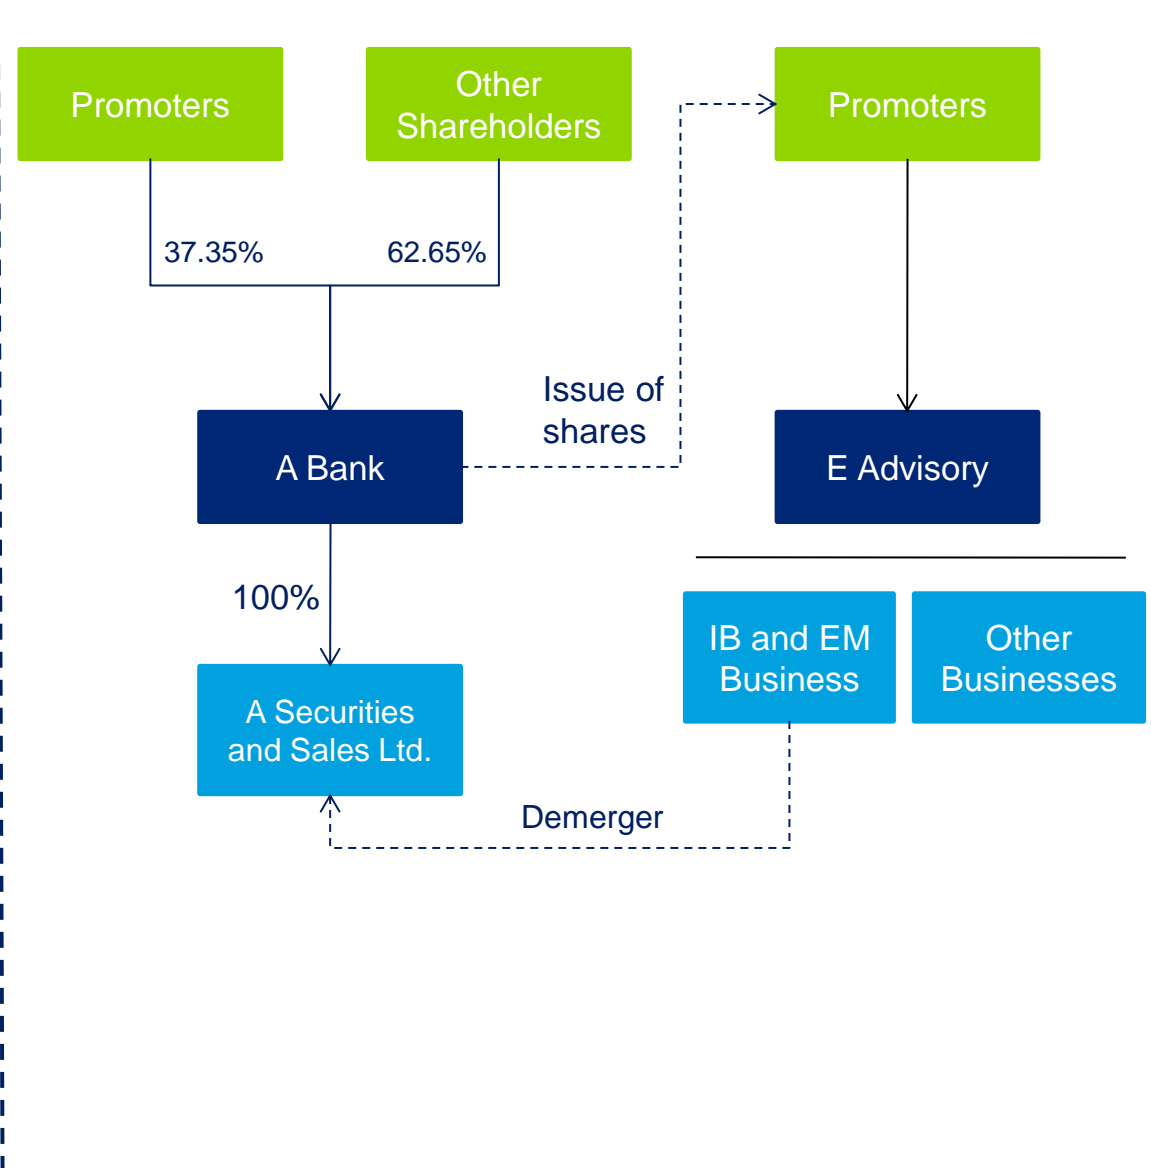 Promoters
Other
Shareholders
Promoters
37.35%
62.65%
Issue of
shares
A Bank
E Advisory
100%
IB and EM
Business
Other
Businesses
A Securities
and Sales Ltd.
Demerger